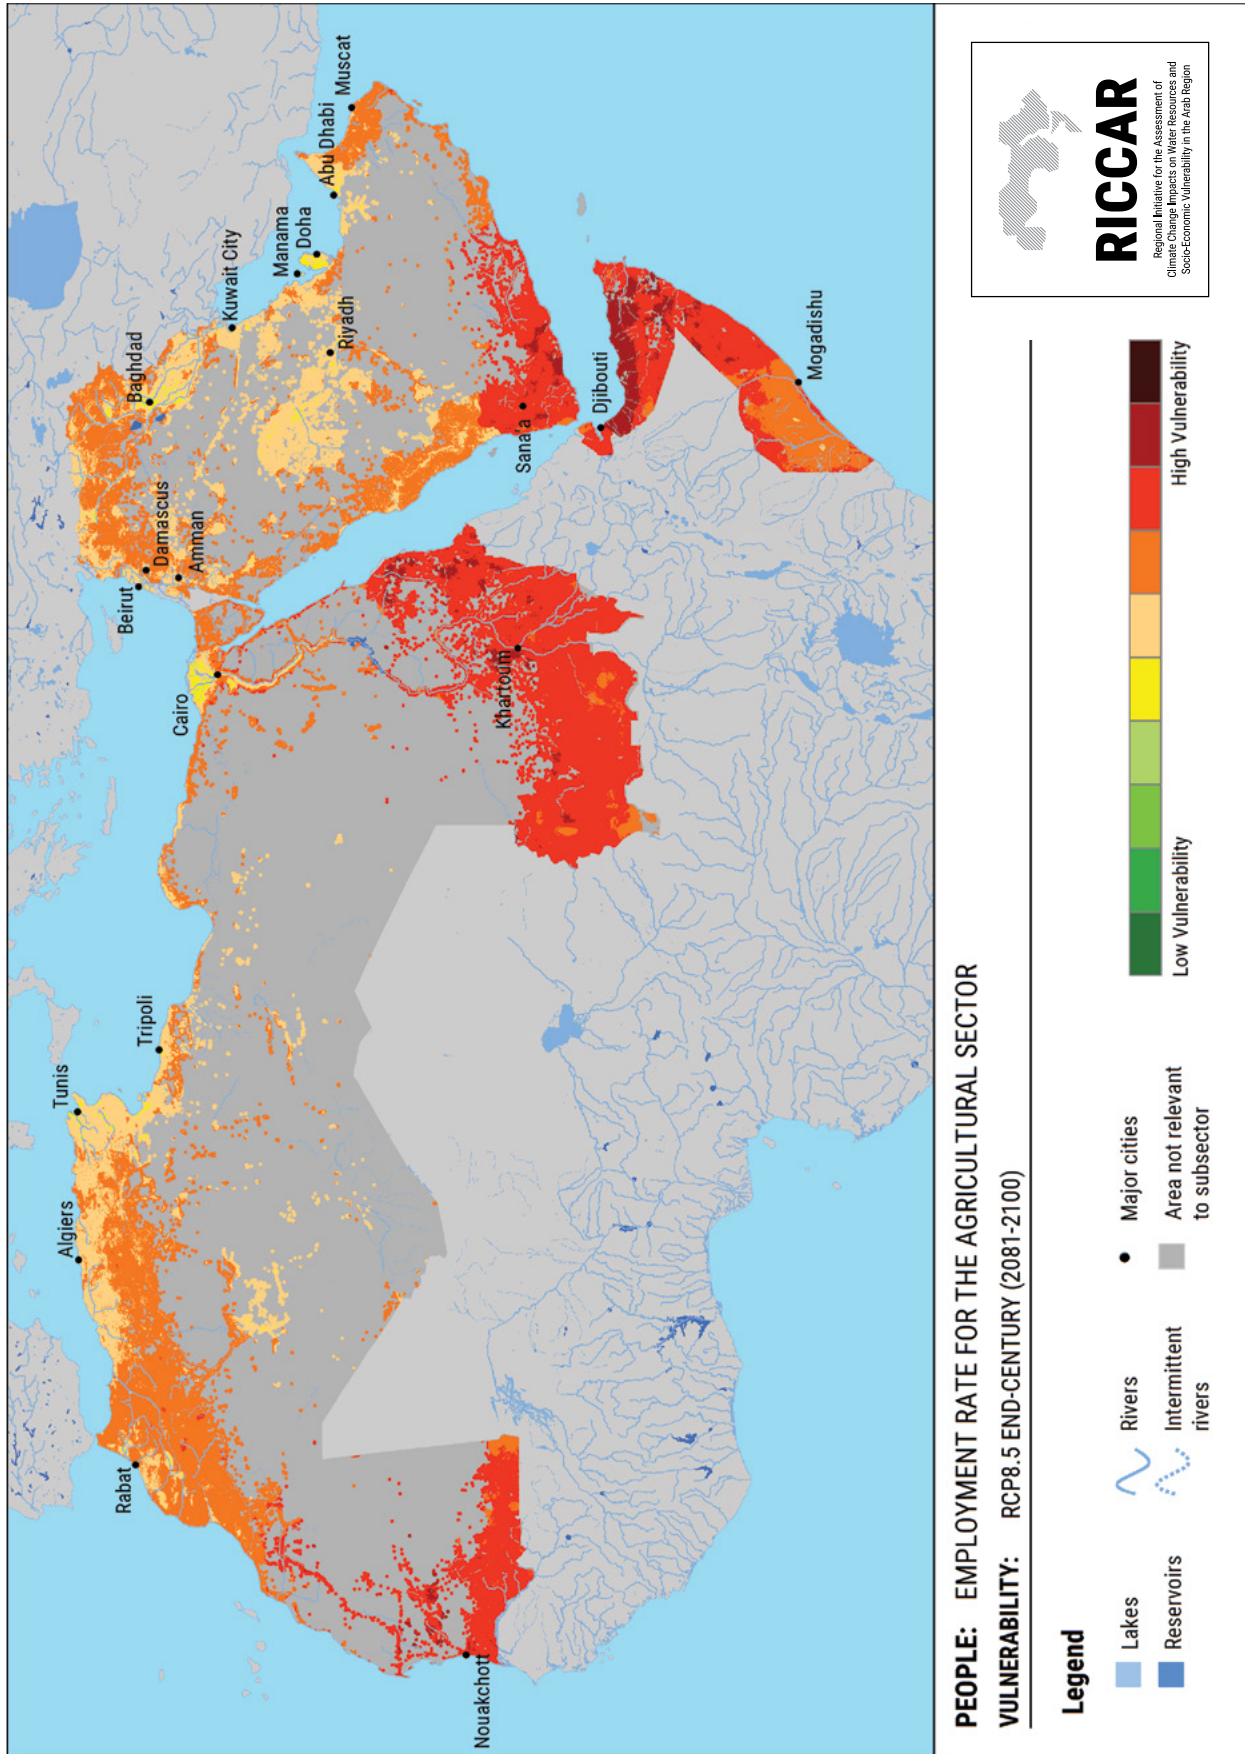 Algiers
Tunis
Rabat
Tripoli
Beirut
Damascus
Amman
Baghdad
Cairo
Kuwait City
Manama
Doha
Riyadh
Abu Dhabi
Muscat
Nouakchott
Khartoum
Sana'a
Djibouti
Mogadishu
PEOPLE: EMPLOYMENT RATE FOR THE AGRICULTURAL SECTOR
VULNERABILITY: RCP8.5 END-CENTURY (2081-2100)
Legend
Lakes
Reservoirs
Rivers
Intermittent
rivers
Major cities
Area not relevant
to subsector
Low Vulnerability
High Vulnerability
RICCAR
Regional Initiative for the Assessment of
Climate Change Impacts on Water Resources and
Socio-Economic Vulnerability in the Arab Region